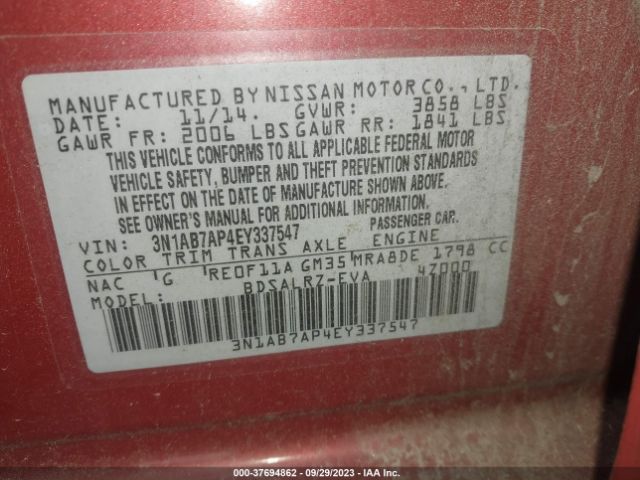 MANUFACTURED BY NISSAN MOTOR CO., LTD.
DATE: 11/14. GVWR: 3858 LBS
GAWR FR: 2006 LBS GAWR RR: 1841 LBS
THIS VEHICLE CONFORMS TO ALL APPLICABLE FEDERAL MOTOR
VEHICLE SAFETY, BUMPER AND THEFT PREVENTION STANDARDS
IN EFFECT ON THE DATE OF MANUFACTURE SHOWN ABOVE.
SEE OWNER'S MANUAL FOR ADDITIONAL INFORMATION.
VIN: 3N1AB7AP4EY337547 PASSENGER CAR.
COLOR TRIM TRANS AXLE ENGINE
NAC G RE0F11A GM35 MRA8DE 1798 CC
MODEL: BDSALRZ-EVA 4Z000
3N1AB7AP4EY337547
000-37694862 | 09/29/2023 | IAA Inc.